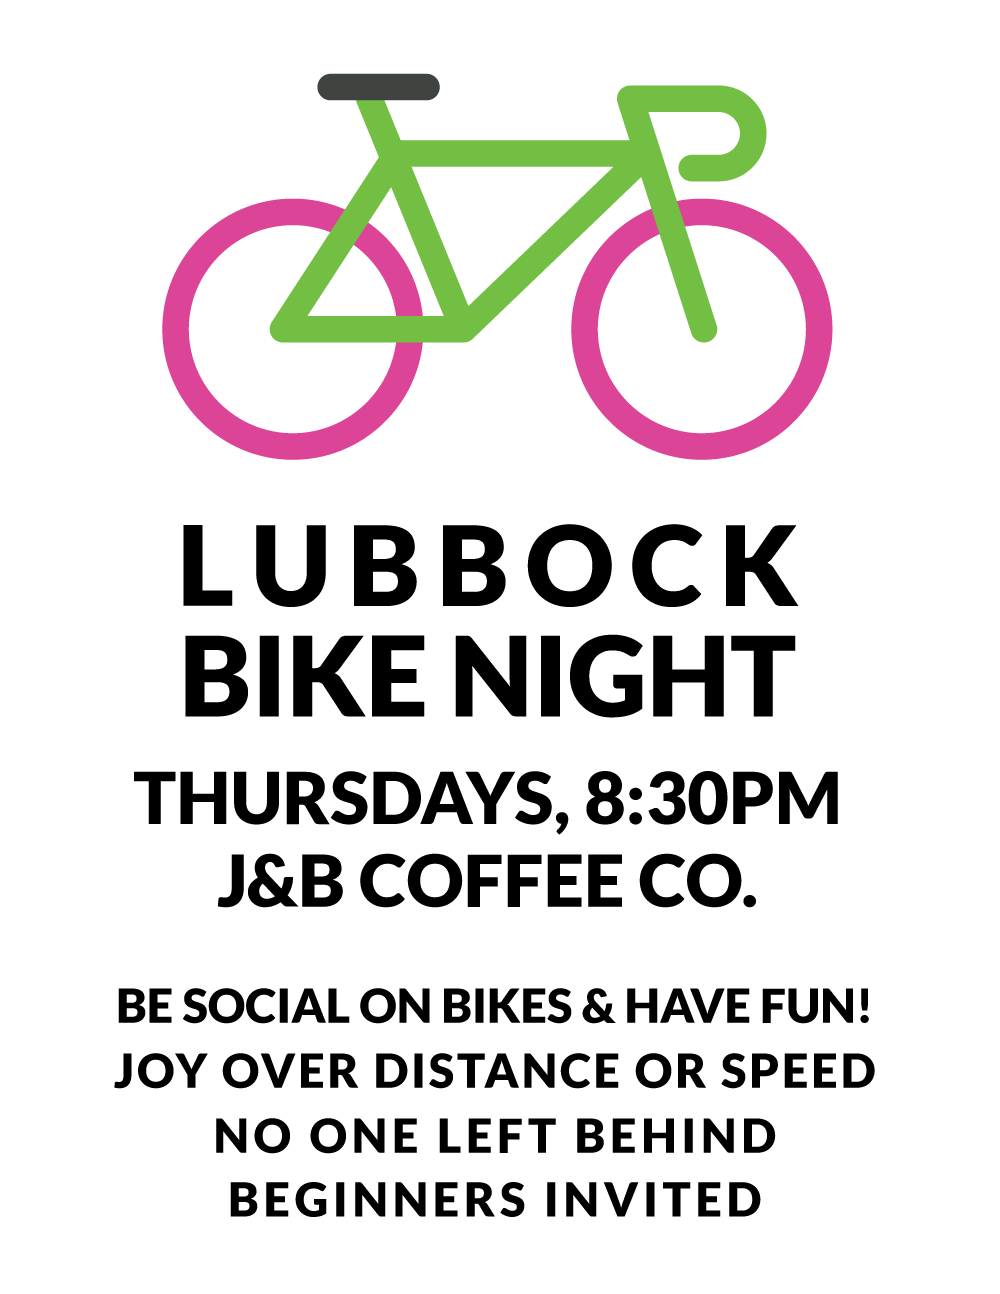 LUBBOCK
BIKE NIGHT
THURSDAYS, 8:30PM
J&B COFFEE CO.
BE SOCIAL ON BIKES & HAVE FUN!
JOY OVER DISTANCE OR SPEED
NO ONE LEFT BEHIND
BEGINNERS INVITED